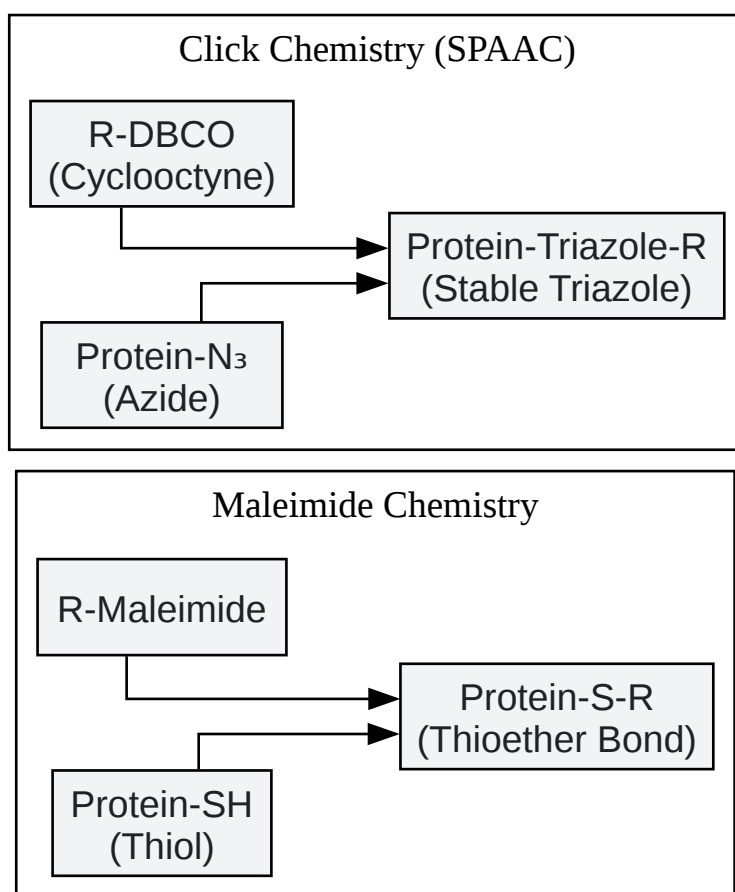 Click Chemistry (SPAAC)
R-DBCO
(Cyclooctyne)
Protein-Triazole-R
(Stable Triazole)
Protein-N₃
(Azide)
Maleimide Chemistry
R-Maleimide
Protein-S-R
(Thioether Bond)
Protein-SH
(Thiol)